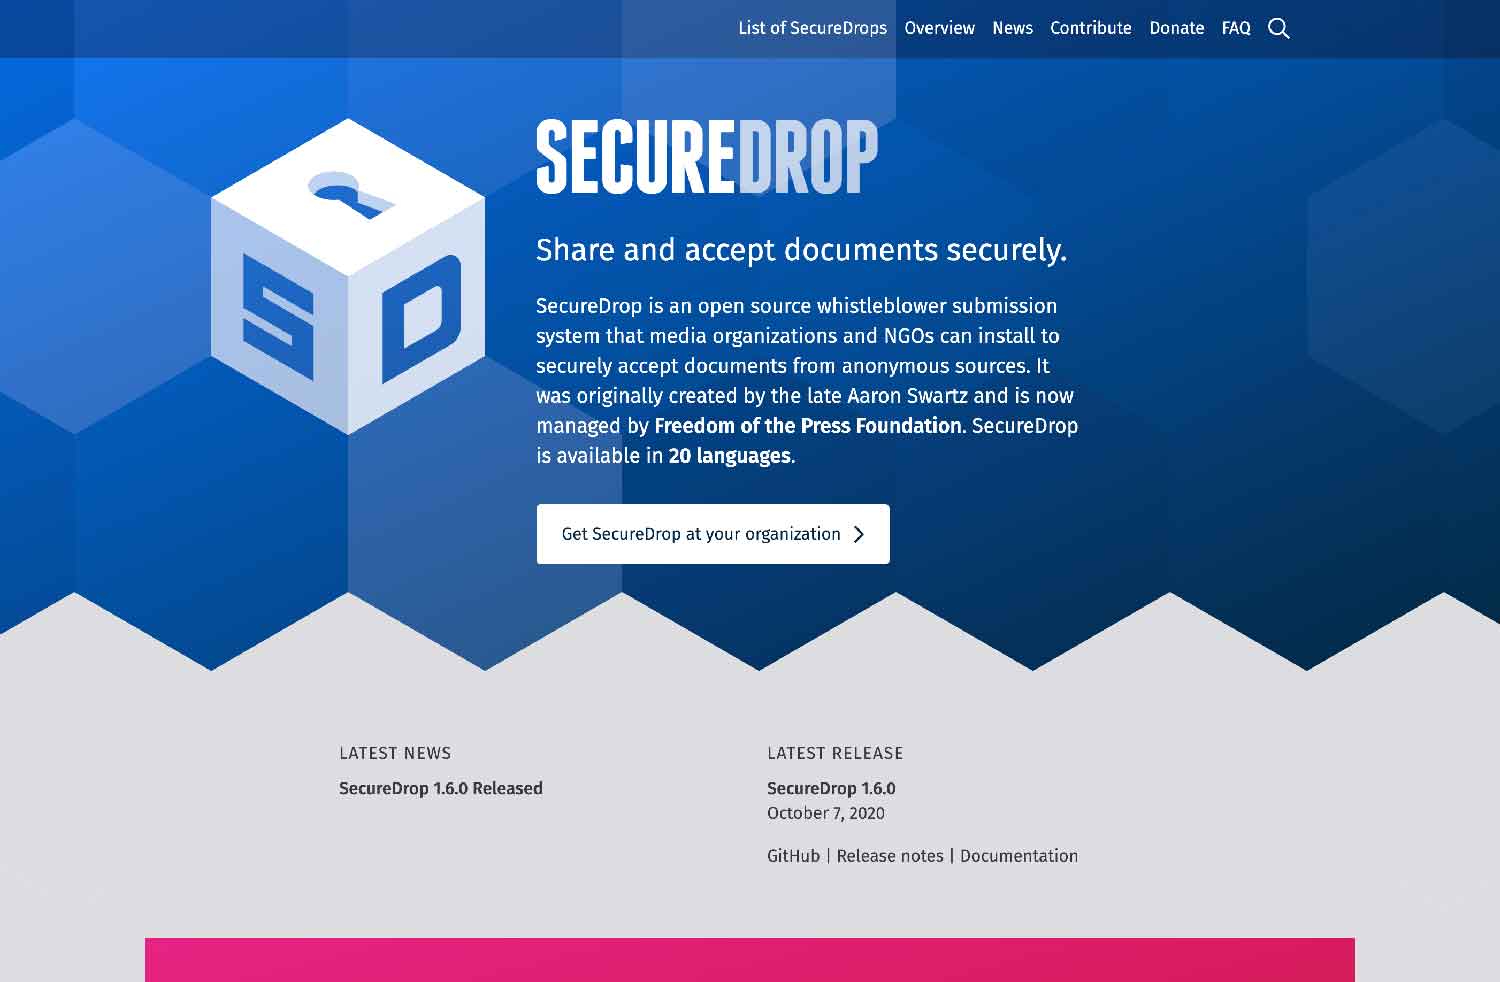 List of SecureDrops Overview News Contribute Donate FAQ
SECUREDROP
S D
Share and accept documents securely.
SecureDrop is an open source whistleblower submission
system that media organizations and NGOs can install to
securely accept documents from anonymous sources. It
was originally created by the late Aaron Swartz and is now
managed by Freedom of the Press Foundation. SecureDrop
is available in 20 languages.
Get SecureDrop at your organization
LATEST NEWS
SecureDrop 1.6.0 Released
LATEST RELEASE
SecureDrop 1.6.0
October 7, 2020
GitHub | Release notes | Documentation